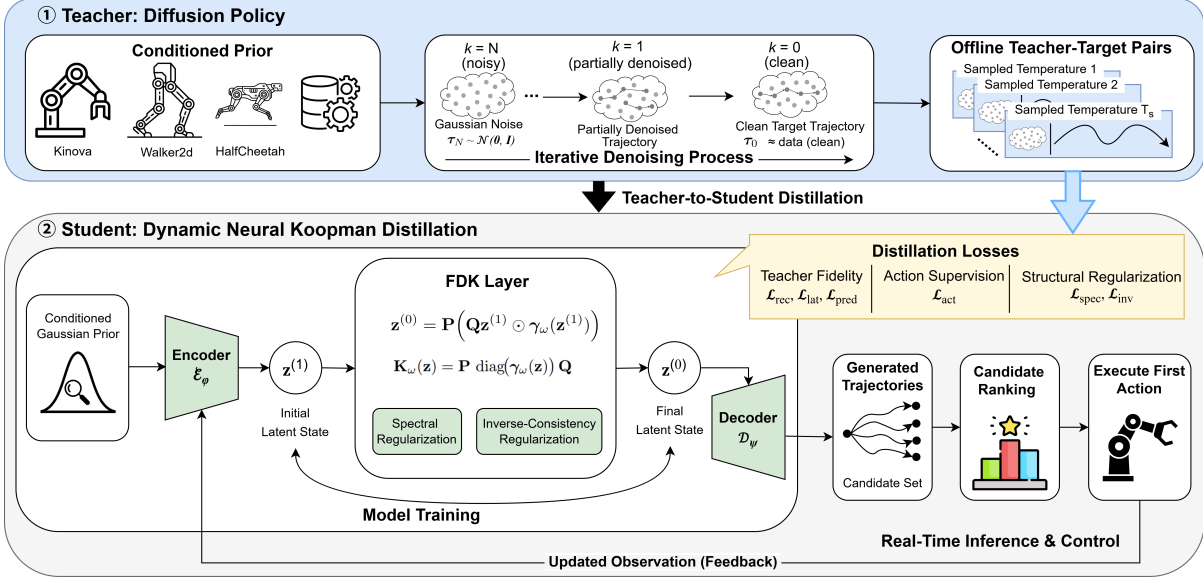 ① Teacher: Diffusion Policy
Conditioned Prior
Kinova
Walker2d
HalfCheetah
k = N
(noisy)
...
Gaussian Noise
τ_N ~ 𝒩(0, I)
k = 1
(partially denoised)
Partially Denoised
Trajectory
k = 0
(clean)
Clean Target Trajectory
τ₀ ≈ data (clean)
Iterative Denoising Process
Offline Teacher-Target Pairs
Sampled Temperature 1
Sampled Temperature 2
Sampled Temperature Tₛ
Teacher-to-Student Distillation
② Student: Dynamic Neural Koopman Distillation
Distillation Losses
Teacher Fidelity
ℒ_rec, ℒ_lat, ℒ_pred
Action Supervision
ℒ_act
Structural Regularization
ℒ_spec, ℒ_inv
Conditioned
Gaussian Prior
Encoder
ℰ_φ
z⁽¹⁾
Initial
Latent State
FDK Layer
z⁽⁰⁾ = P(Qz⁽¹⁾ ⊙ γ_ω(z⁽¹⁾))
K_ω(z) = P diag(γ_ω(z)) Q
Spectral
Regularization
Inverse-Consistency
Regularization
z⁽⁰⁾
Final
Latent State
Decoder
𝒟_ψ
Model Training
Generated
Trajectories
Candidate Set
Candidate
Ranking
Execute First
Action
Real-Time Inference & Control
Updated Observation (Feedback)